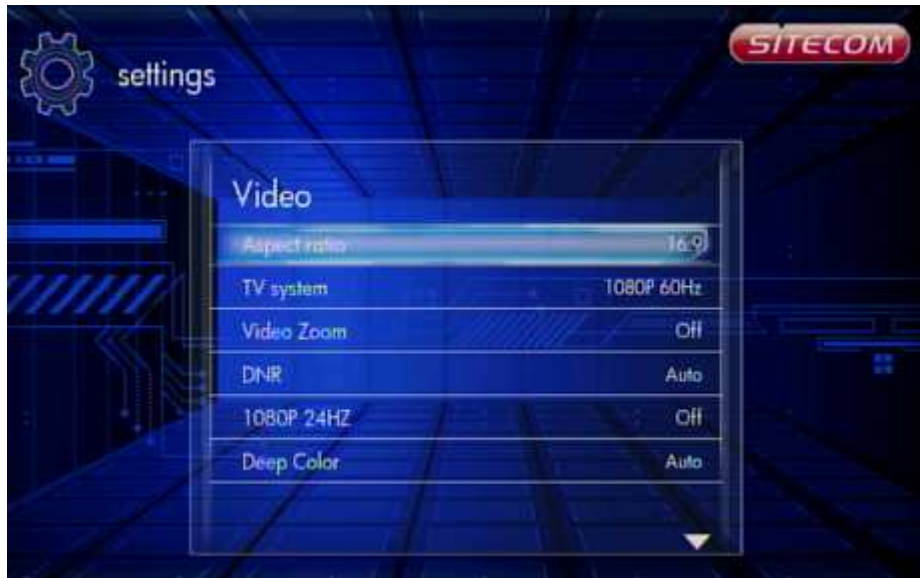 settings
SITECOM
Video
Aspect ratio 16:9
TV system 1080P 60Hz
Video Zoom Off
DNR Auto
1080P 24HZ Off
Deep Color Auto